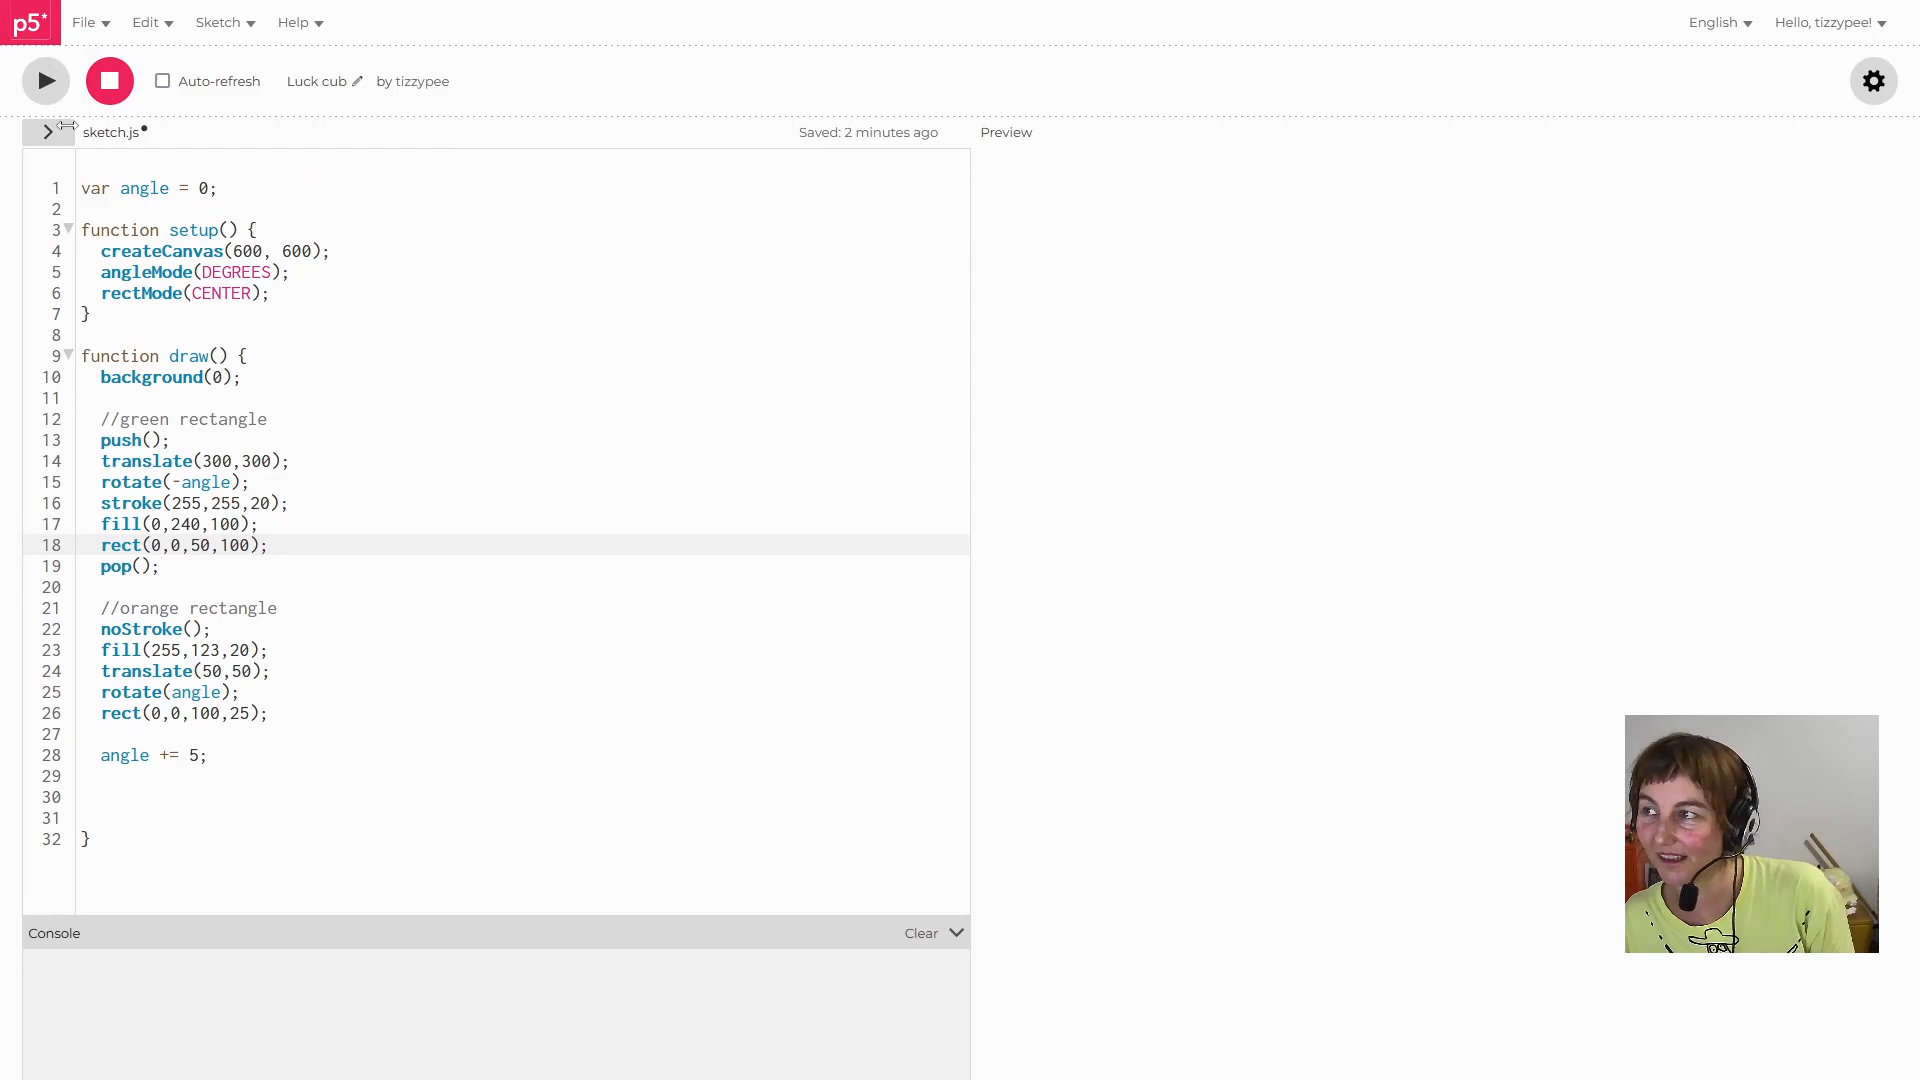 p5* File Edit Sketch Help English Hello, tizzypee!
Auto-refresh Luck cub by tizzypee
sketch.js Saved: 2 minutes ago Preview
1 var angle = 0;
2
3 function setup() {
4 createCanvas(600, 600);
5 angleMode(DEGREES);
6 rectMode(CENTER);
7 }
8
9 function draw() {
10 background(0);
11
12 //green rectangle
13 push();
14 translate(300,300);
15 rotate(-angle);
16 stroke(255,255,20);
17 fill(0,240,100);
18 rect(0,0,50,100);
19 pop();
20
21 //orange rectangle
22 noStroke();
23 fill(255,123,20);
24 translate(50,50);
25 rotate(angle);
26 rect(0,0,100,25);
27
28 angle += 5;
29
30
31
32 }
Console Clear